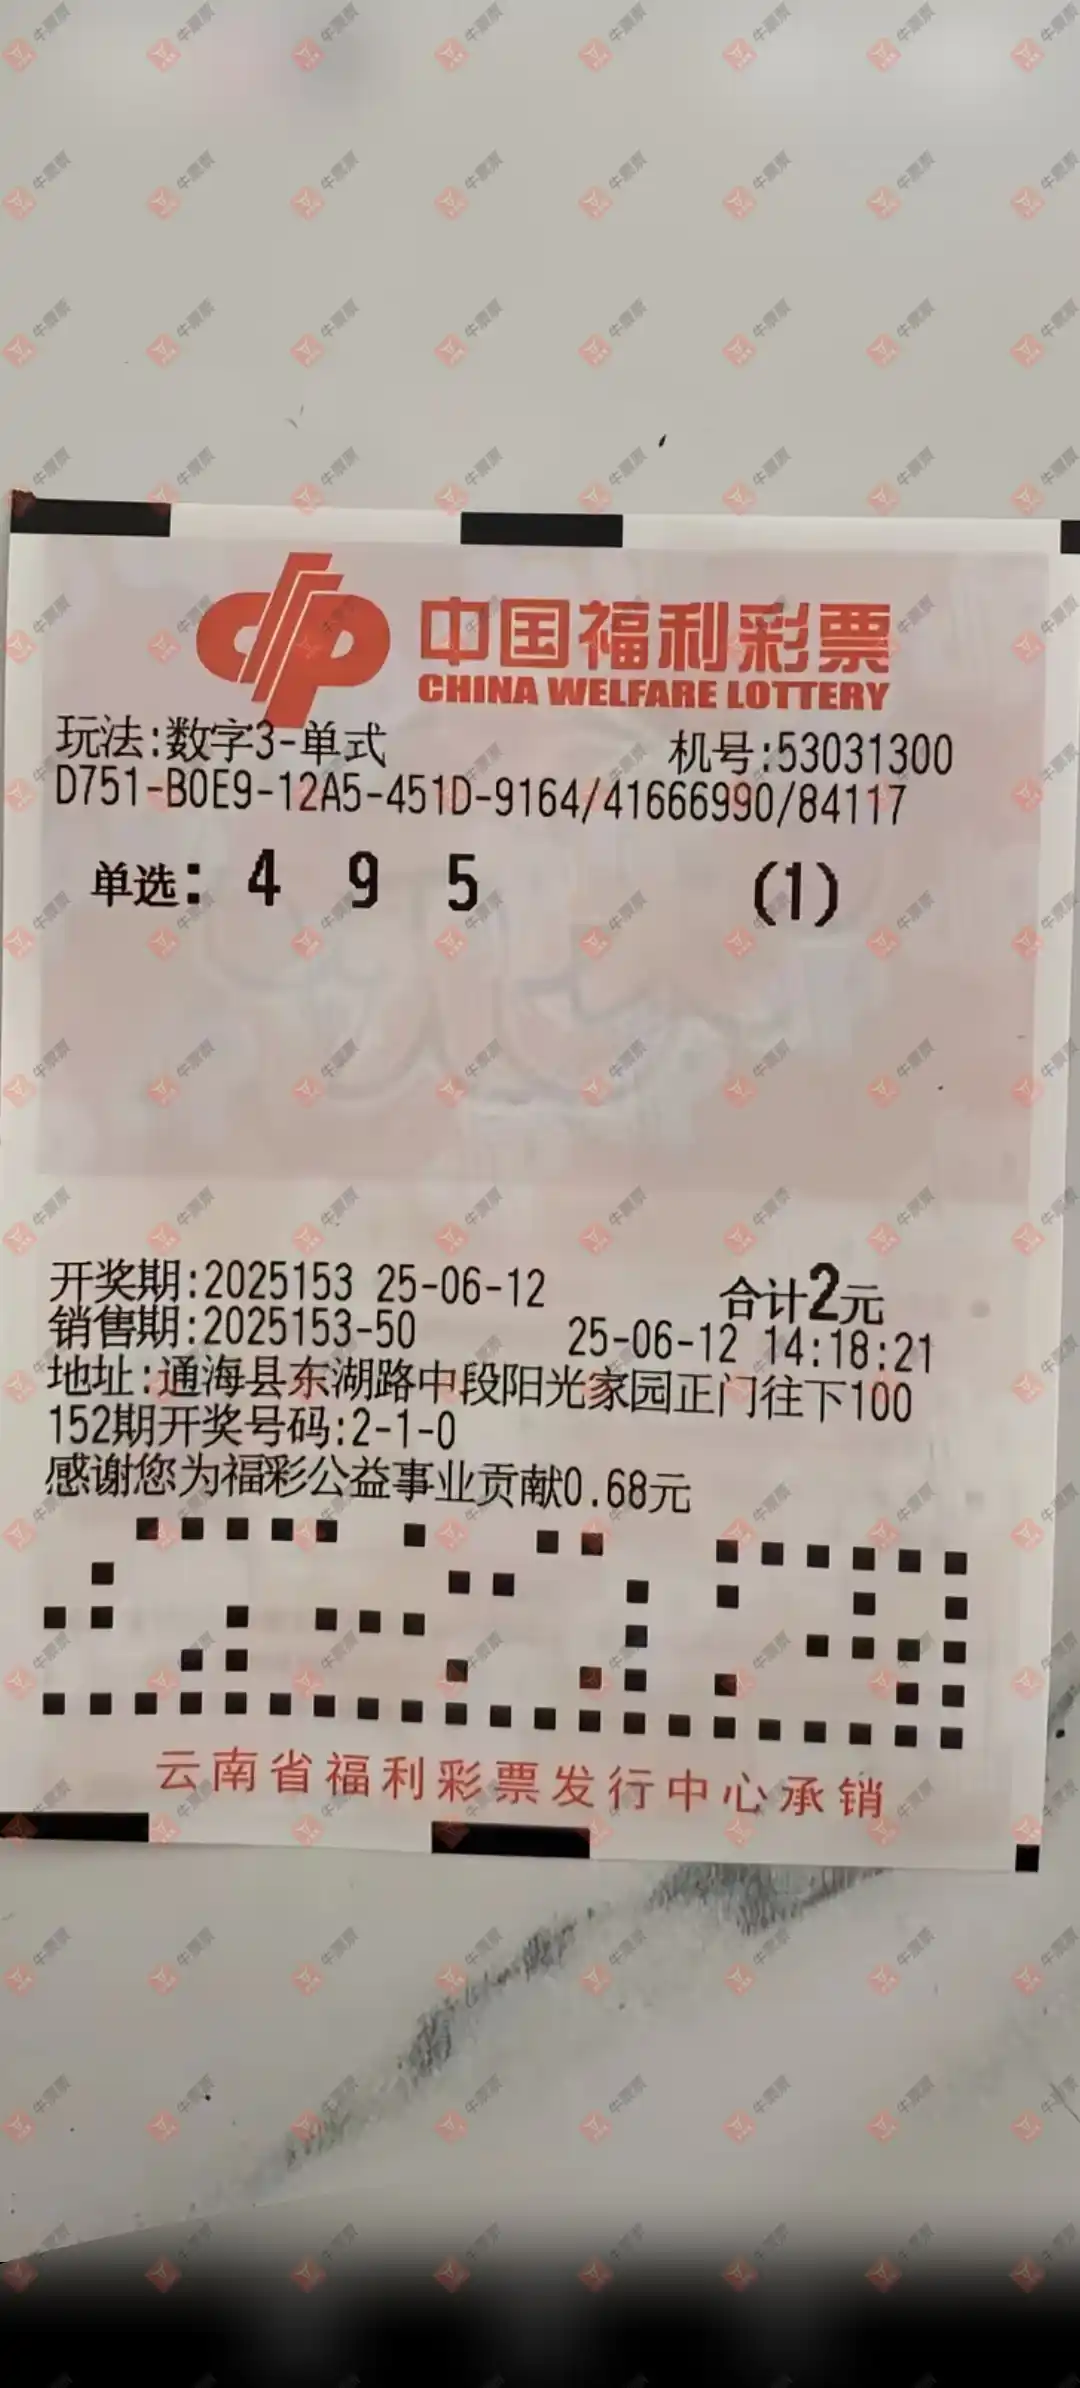 中国福利彩票
CHINA WELFARE LOTTERY
玩法:数字3-单式 机号:53031300
D751-B0E9-12A5-451D-9164/41666990/84117
单选: 4 9 5 (1)
开奖期:2025153 25-06-12 合计2元
销售期:2025153-50 25-06-12 14:18:21
地址:通海县东湖路中段阳光家园正门往下100
152期开奖号码:2-1-0
感谢您为福彩公益事业贡献0.68元
云南省福利彩票发行中心承销